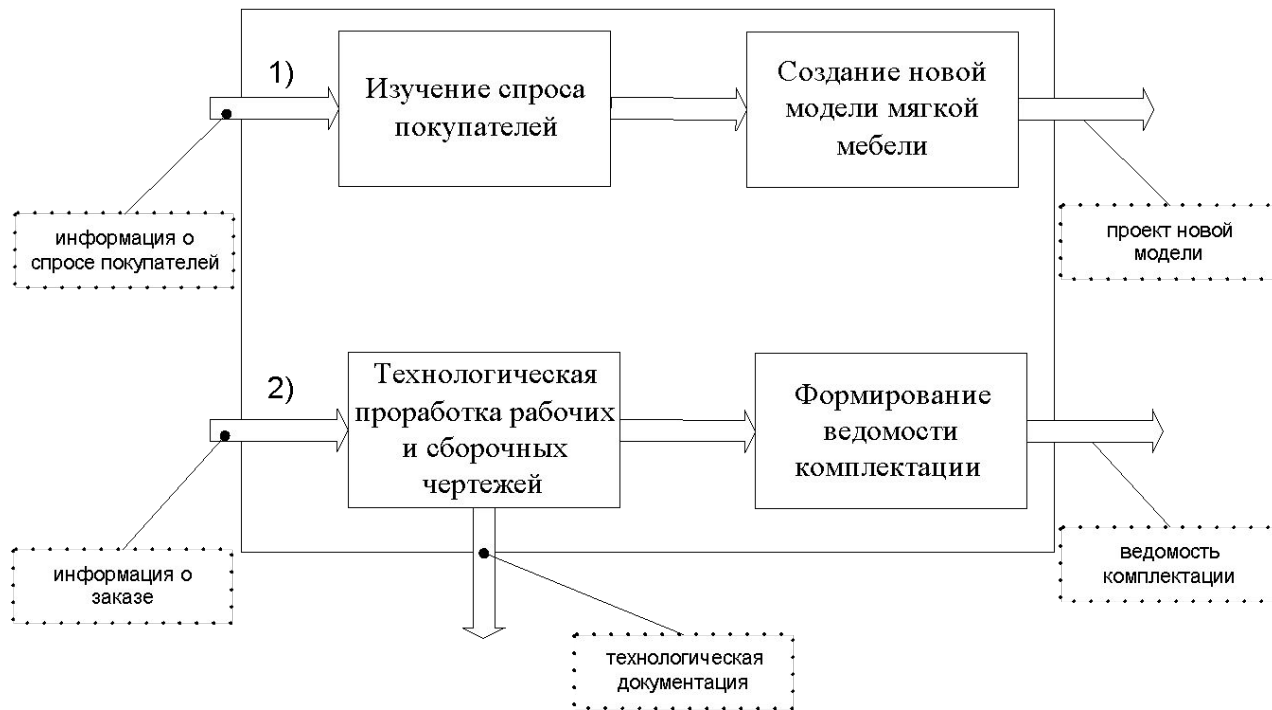 1)
Изучение спроса
покупателей
Создание новой
модели мягкой
мебели
информация о
спросе покупателей
проект новой
модели
2)
Технологическая
проработка рабочих
и сборочных
чертежей
Формирование
ведомости
комплектации
информация о
заказе
ведомость
комплектации
технологическая
документация